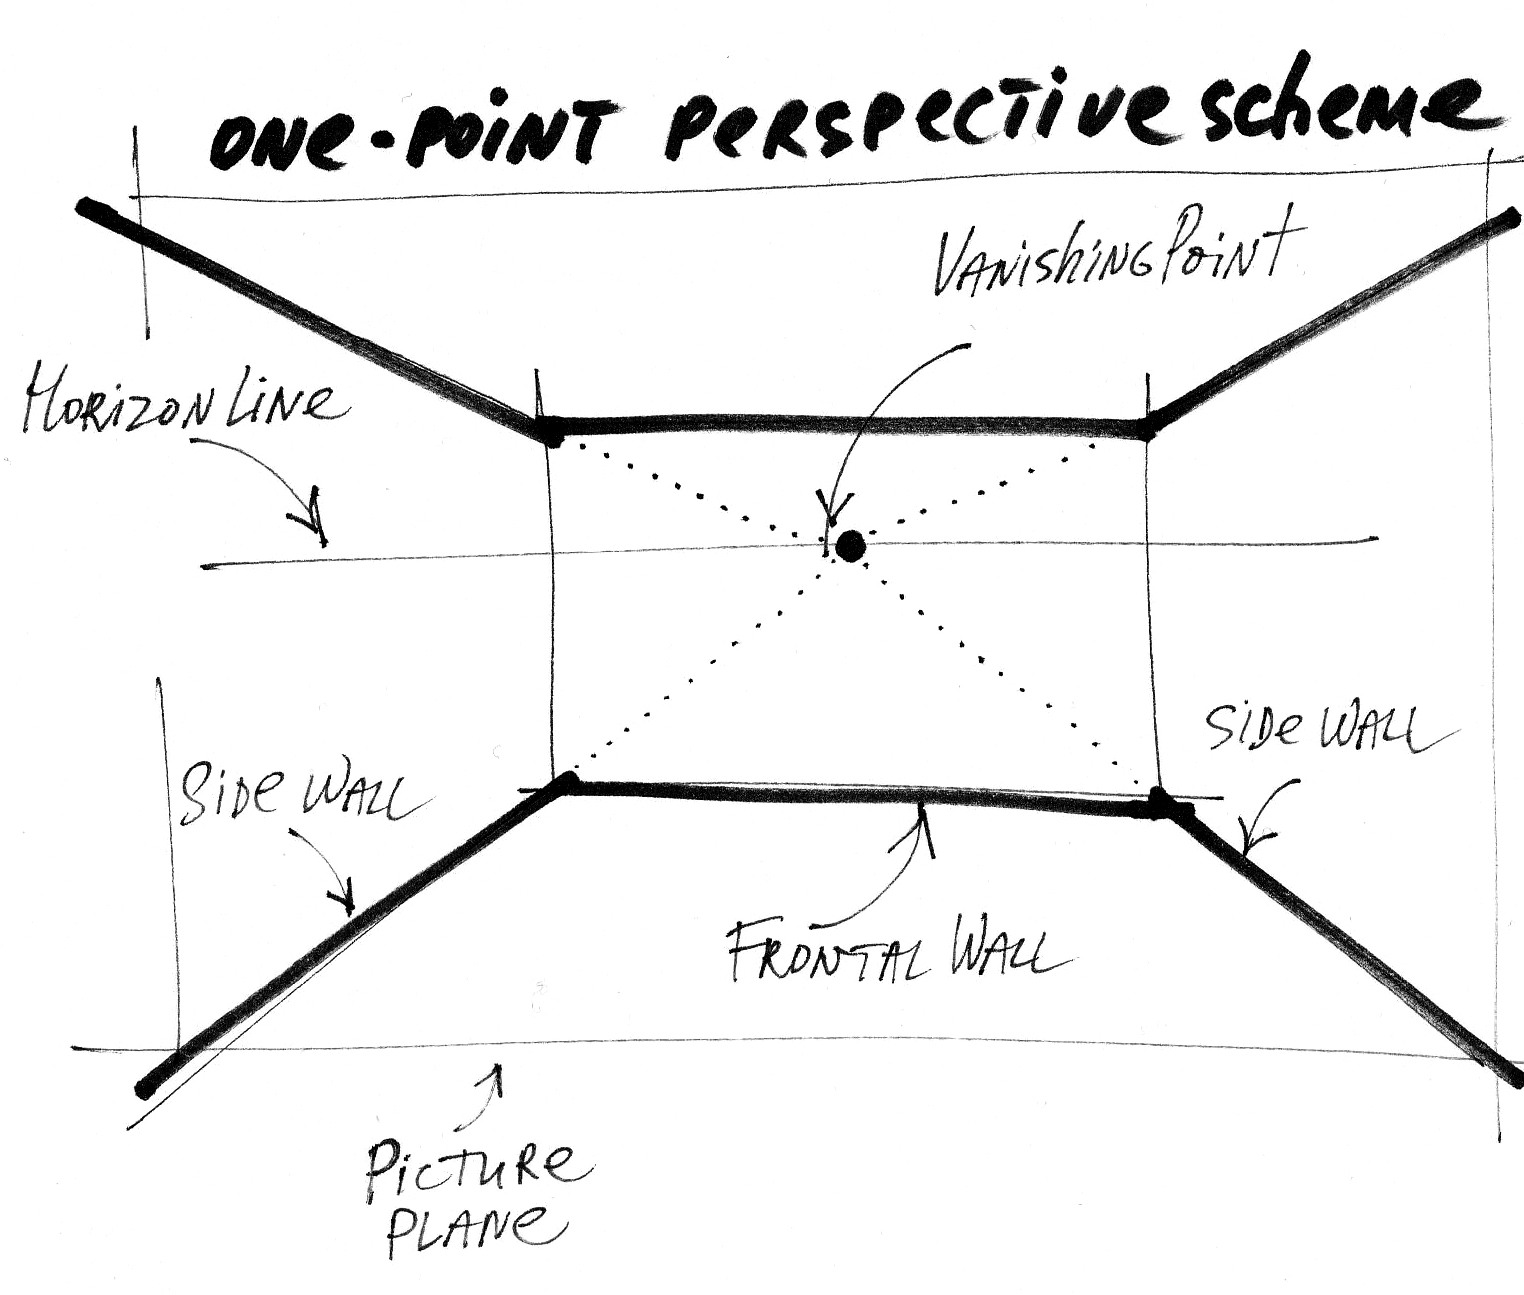 ONE-POINT PERSPECTIVE SCHEME
VANISHING POINT
HORIZON LINE
SIDE WALL
SIDE WALL
FRONTAL WALL
PICTURE
PLANE